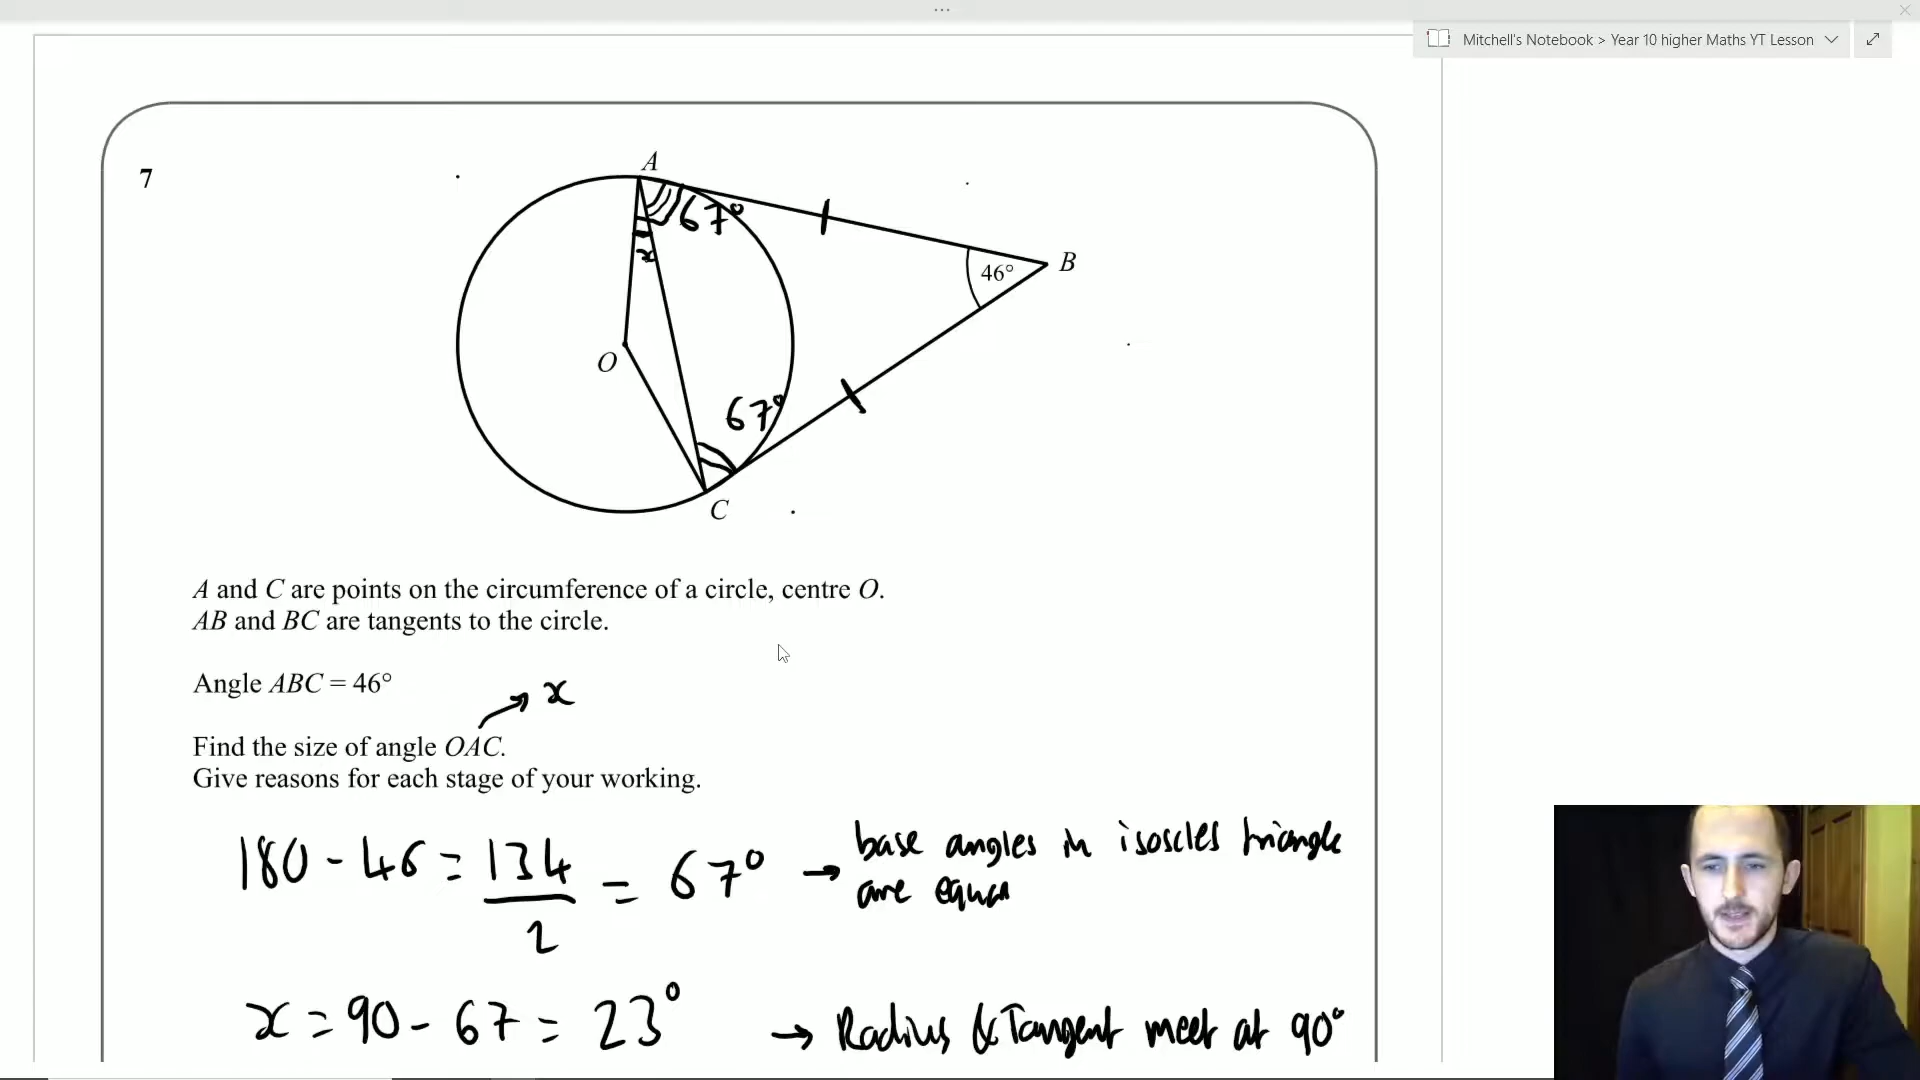 ...
Mitchell's Notebook > Year 10 higher Maths YT Lesson
7
A
67°
x
B
46°
O
67°
C
A and C are points on the circumference of a circle, centre O.
AB and BC are tangents to the circle.
Angle ABC = 46°
x
Find the size of angle OAC.
Give reasons for each stage of your working.
180 - 46 = 134/2 = 67° → base angles in isoscles triangle
are equal
x = 90 - 67 = 23° → Radius & Tangent meet at 90°